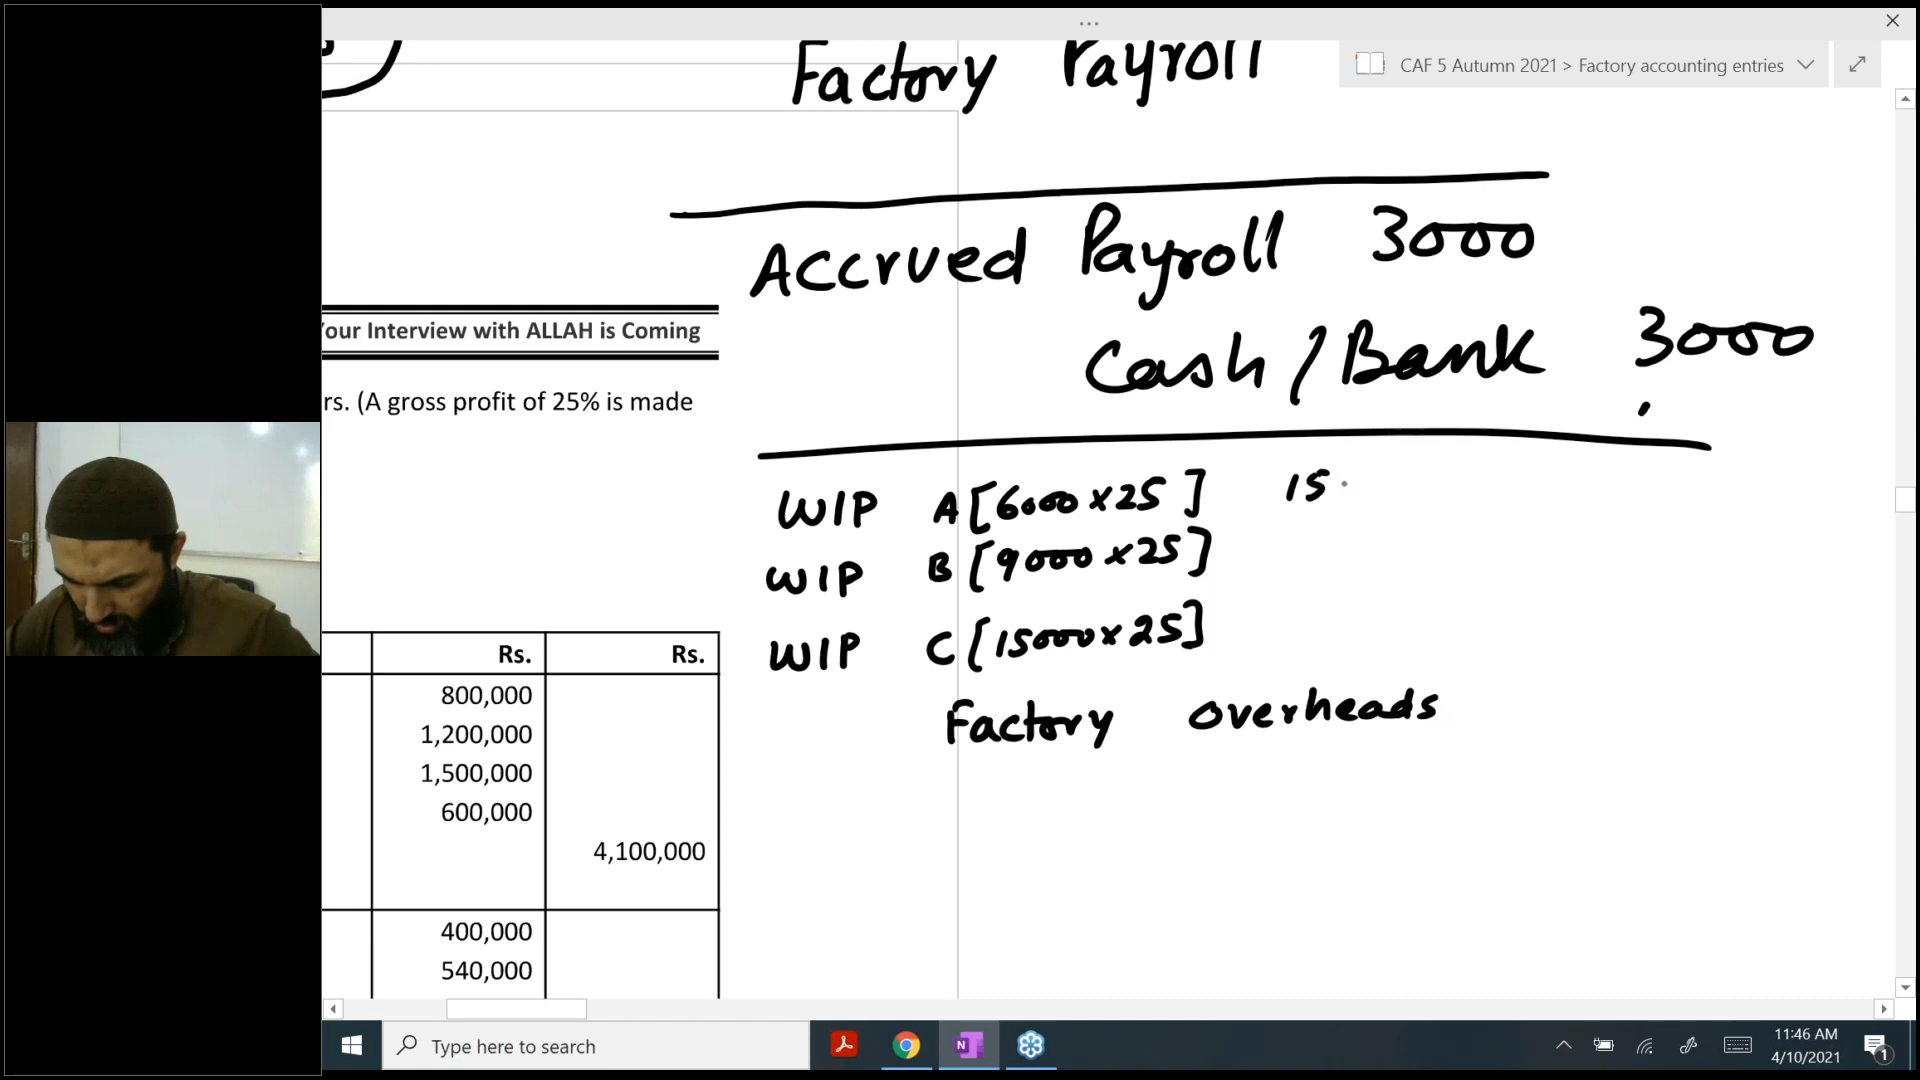 Factory Payroll
CAF 5 Autumn 2021 > Factory accounting entries
Accrued Payroll 3000
Cash / Bank 3000
our Interview with ALLAH is Coming
rs. (A gross profit of 25% is made
WIP A [6000 x 25] 15
WIP B [9000 x 25]
WIP C [15000 x 25]
Factory overheads
Rs. Rs.
800,000
1,200,000
1,500,000
600,000
4,100,000
400,000
540,000
Type here to search
N
11:46 AM
4/10/2021
1